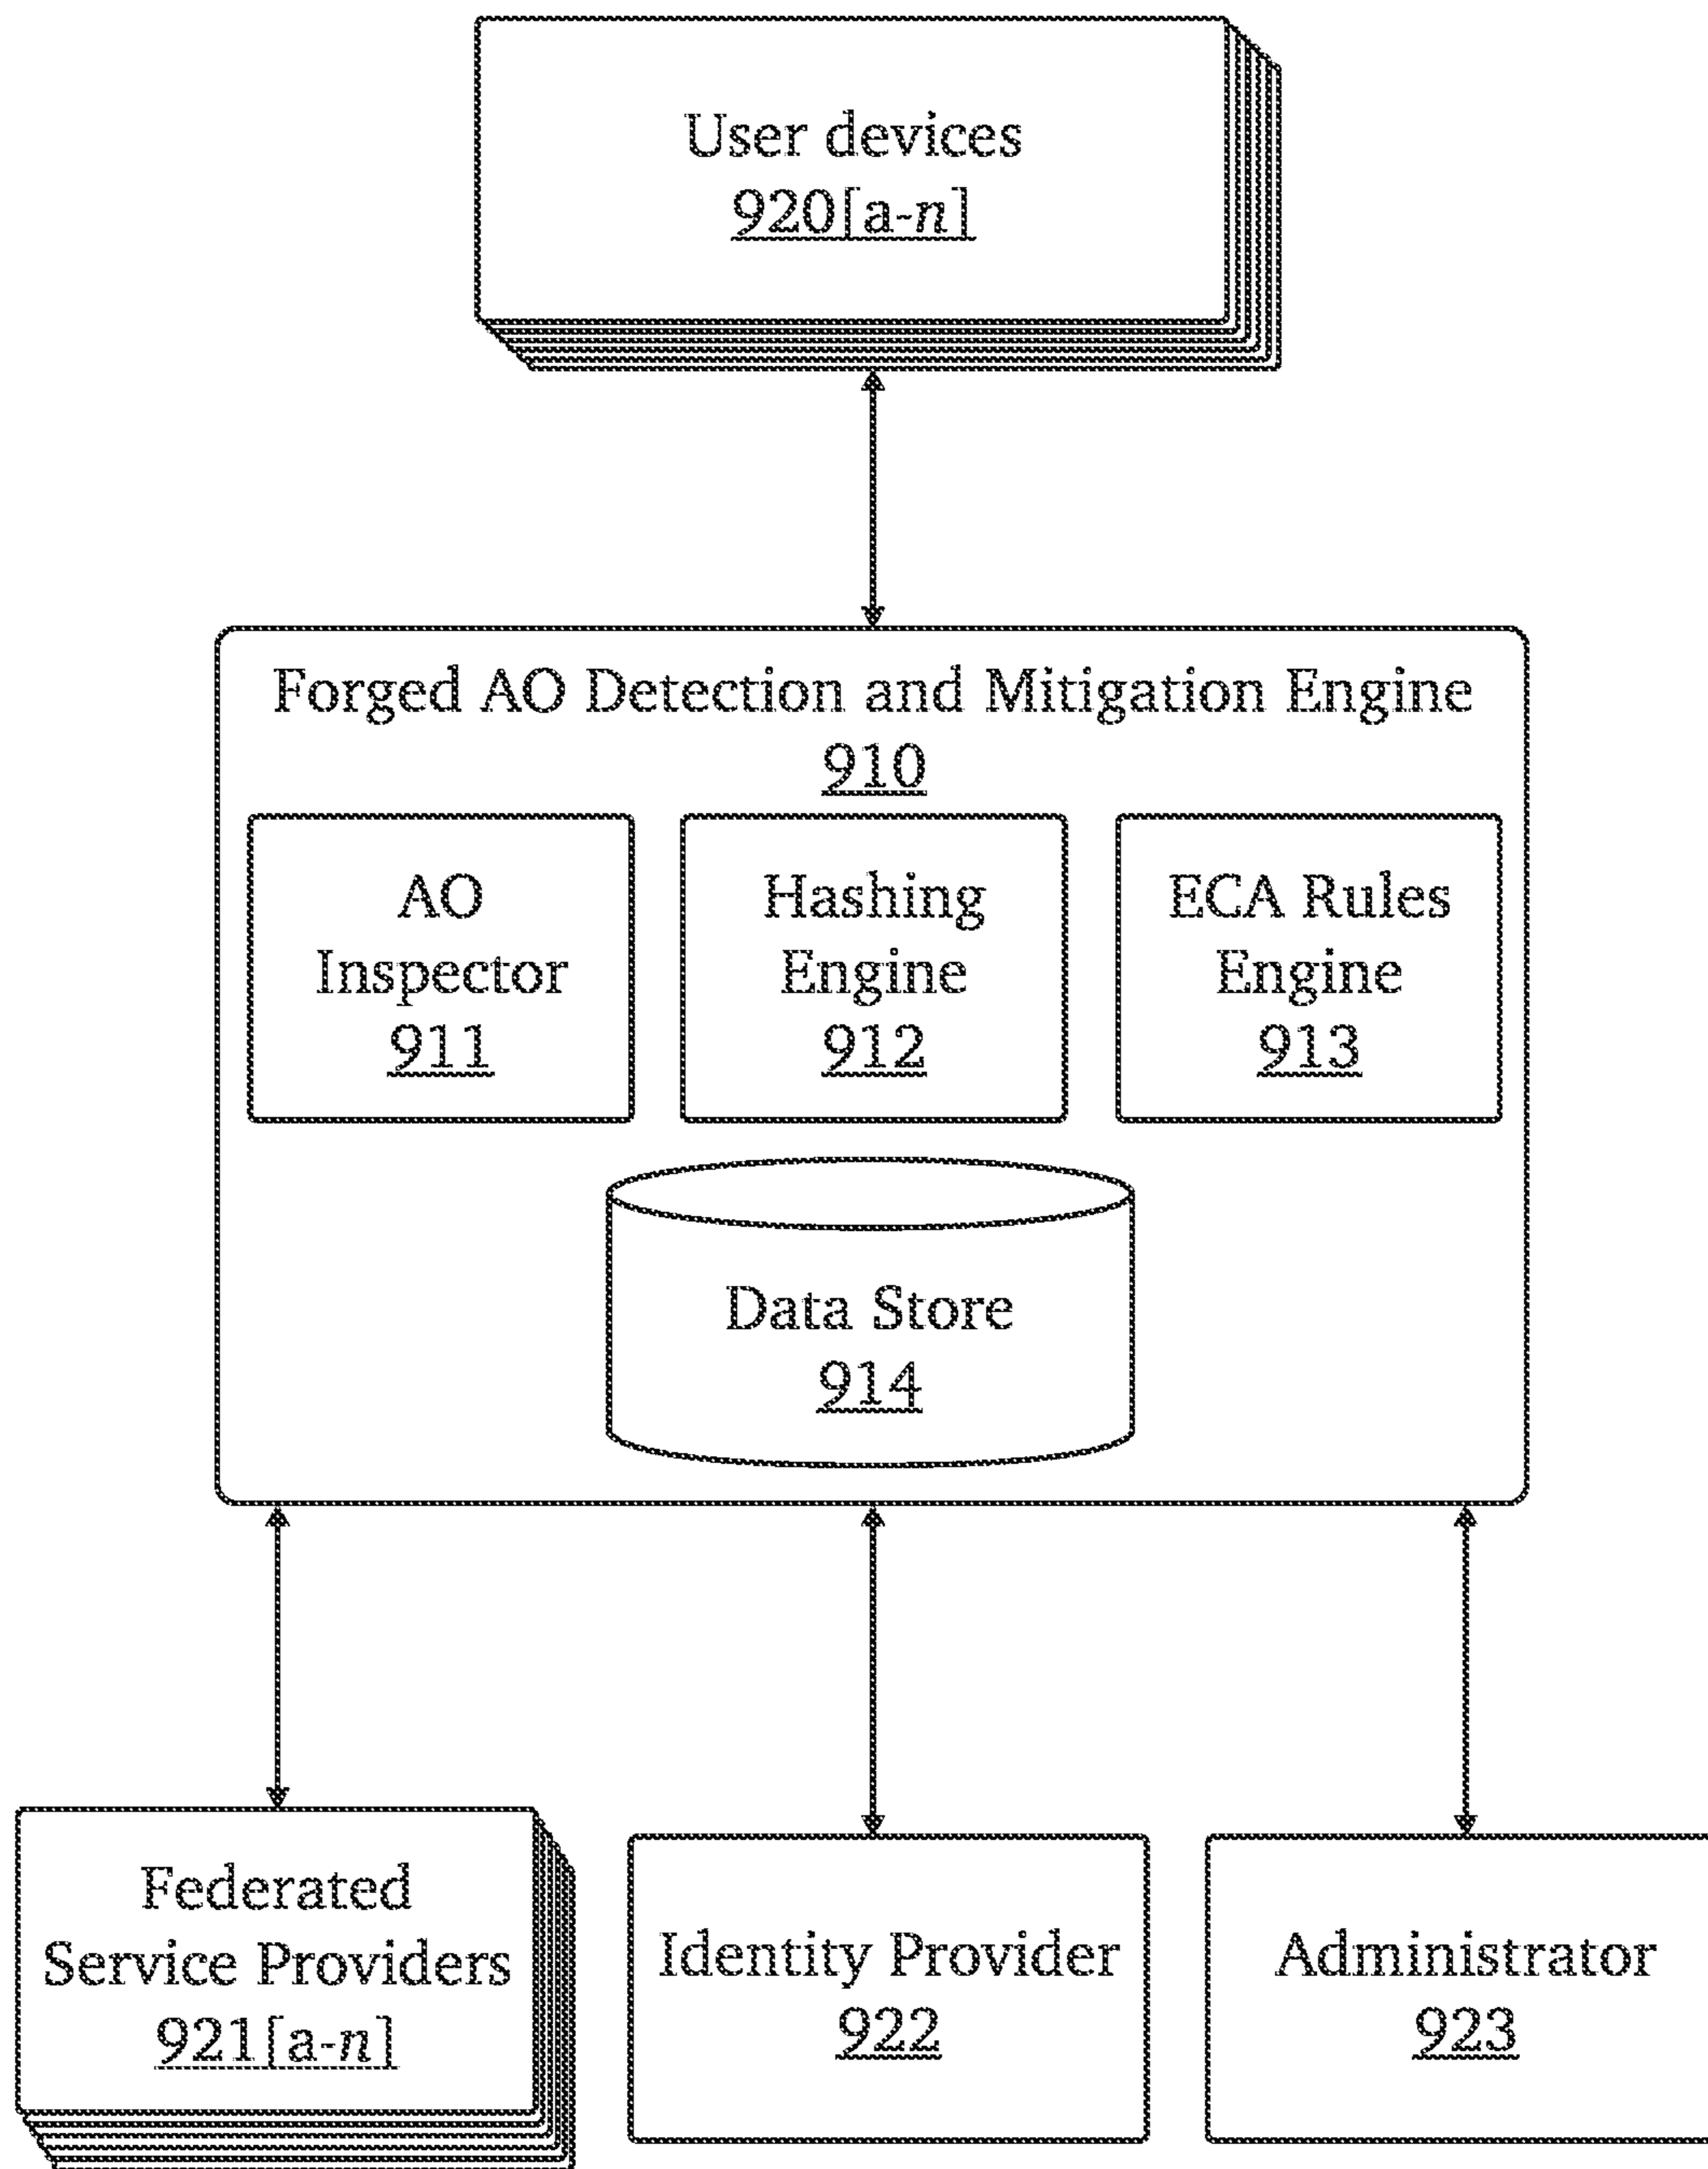 User devices
920[a-n]
Forged AO Detection and Mitigation Engine
910
AO
Inspector
911
Hashing
Engine
912
ECA Rules
Engine
913
Data Store
914
Federated
Service Providers
921[a-n]
Identity Provider
922
Administrator
923